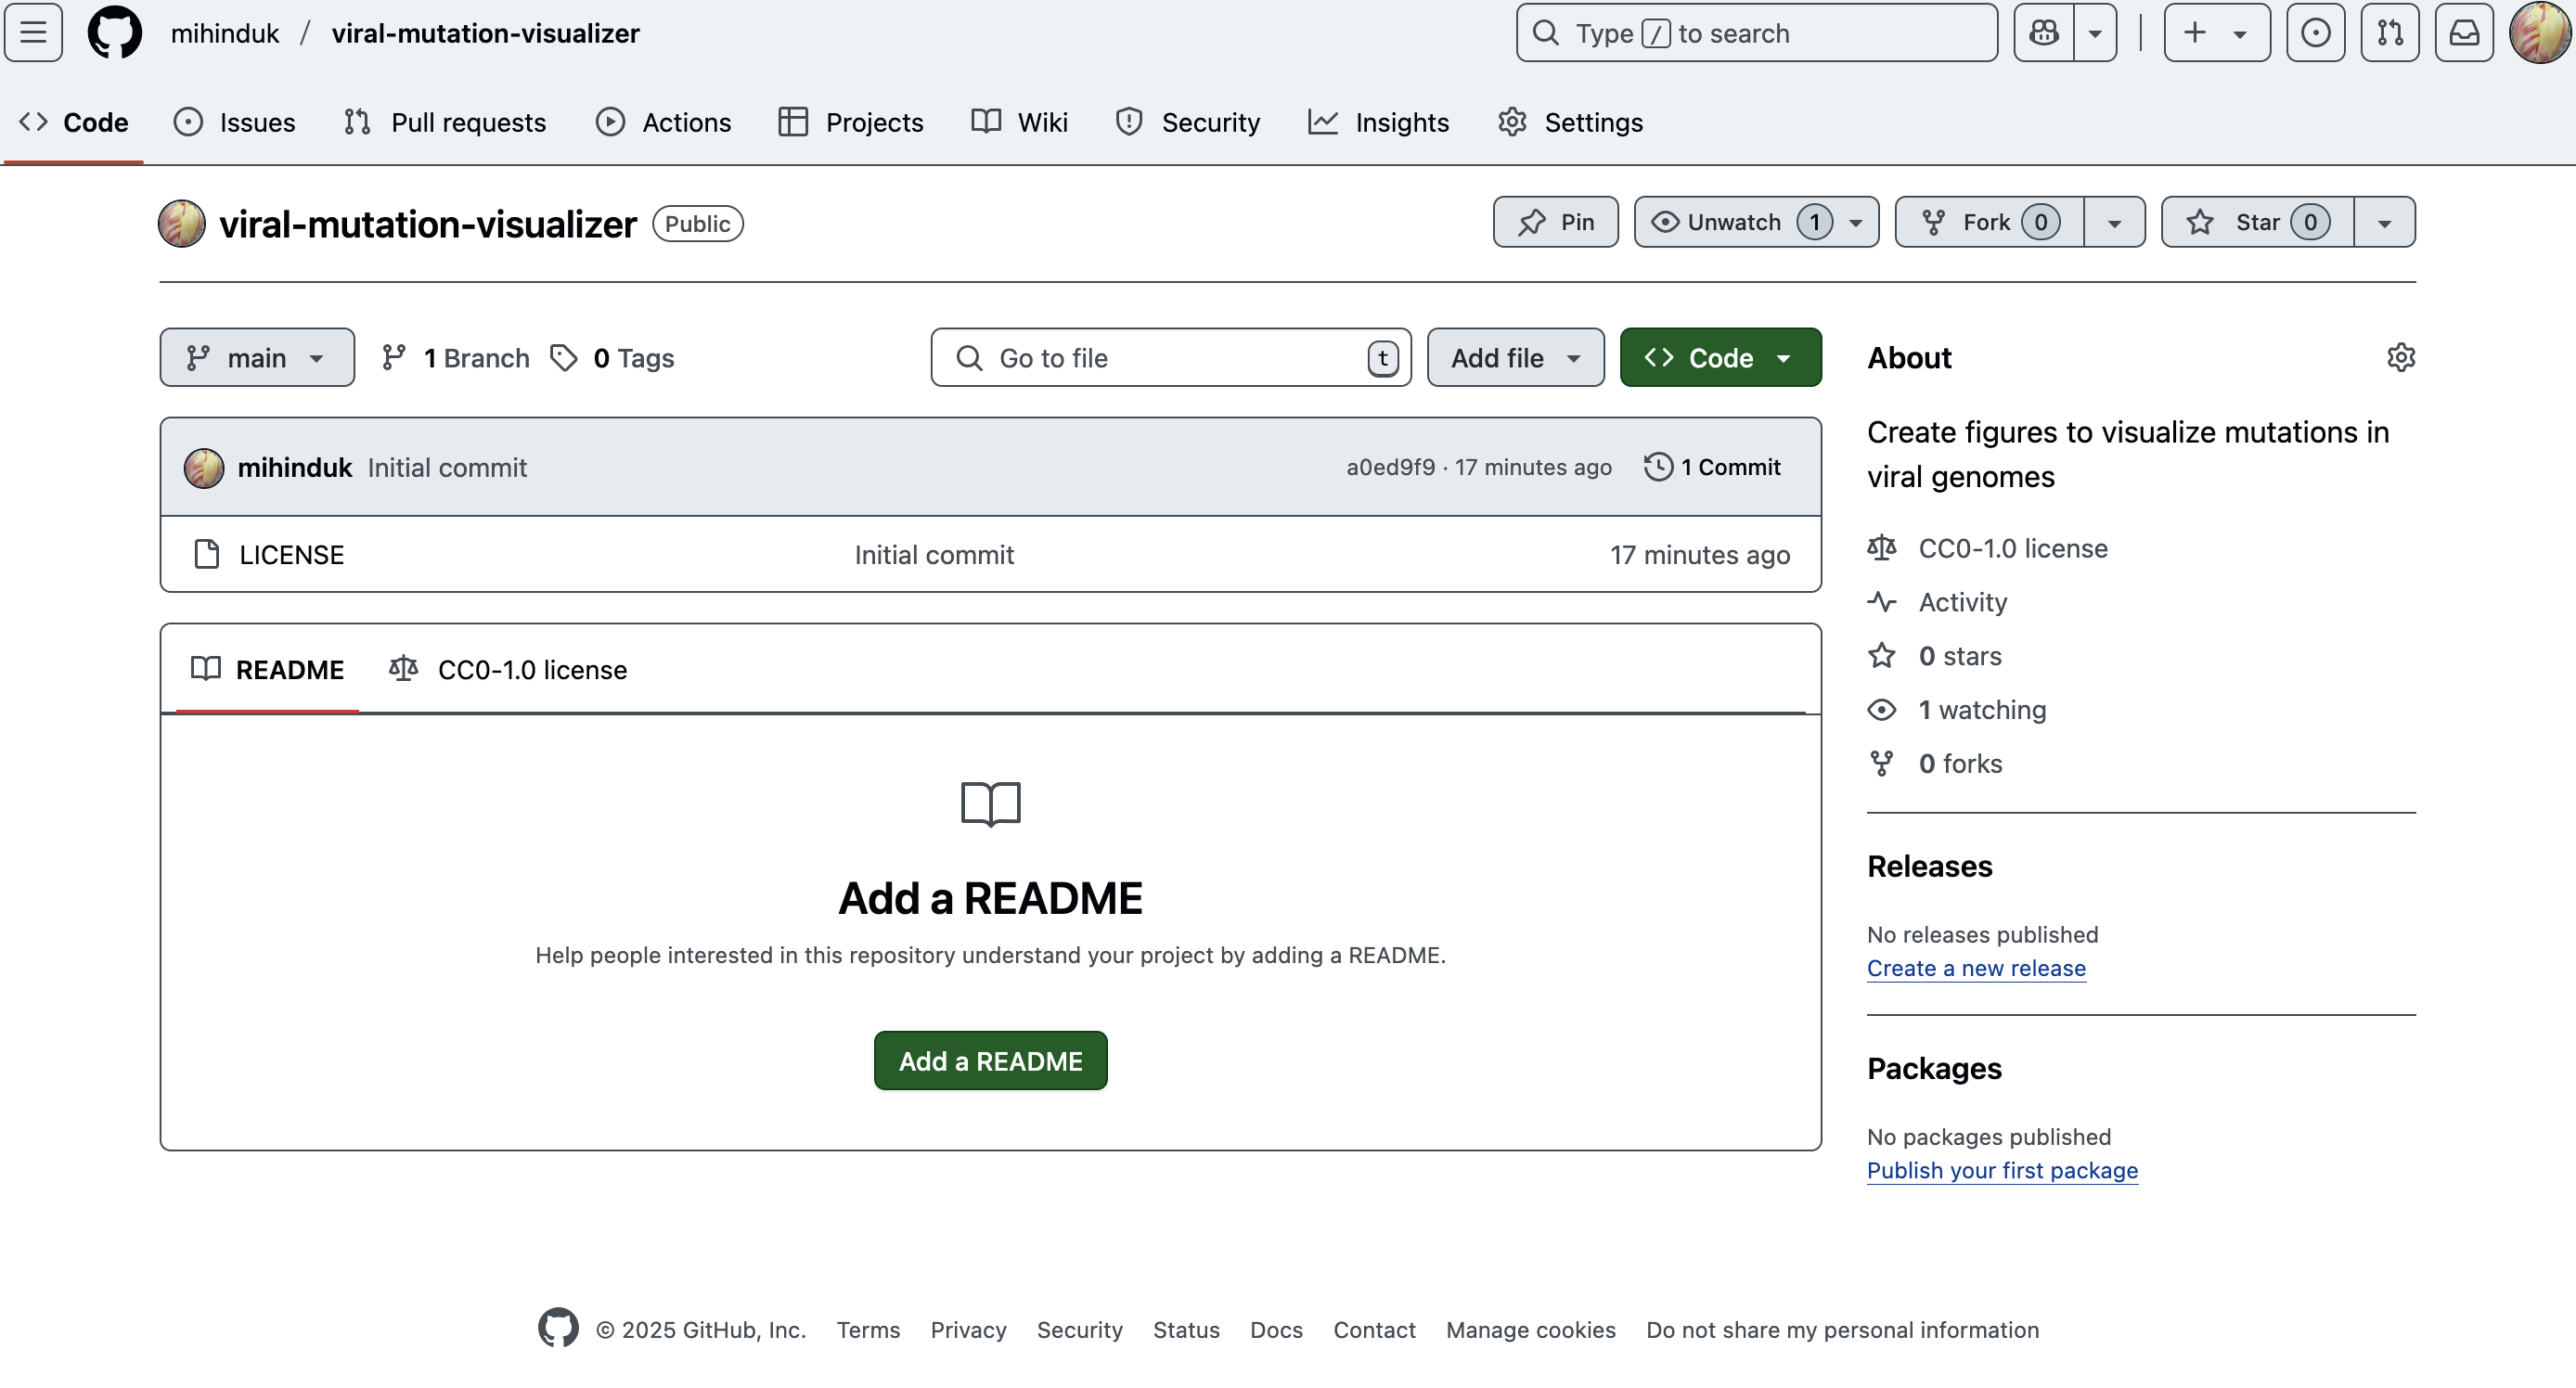 mihinduk / viral-mutation-visualizer
Type / to search
Code Issues Pull requests Actions Projects Wiki Security Insights Settings
viral-mutation-visualizer Public
Pin Unwatch 1 Fork 0 Star 0
main 1 Branch 0 Tags
Go to file t
Add file Code
mihinduk Initial commit a0ed9f9 · 17 minutes ago 1 Commit
LICENSE Initial commit 17 minutes ago
README CC0-1.0 license
Add a README
Help people interested in this repository understand your project by adding a README.
Add a README
About
Create figures to visualize mutations in
viral genomes
CC0-1.0 license
Activity
0 stars
1 watching
0 forks
Releases
No releases published
Create a new release
Packages
No packages published
Publish your first package
© 2025 GitHub, Inc. Terms Privacy Security Status Docs Contact Manage cookies Do not share my personal information